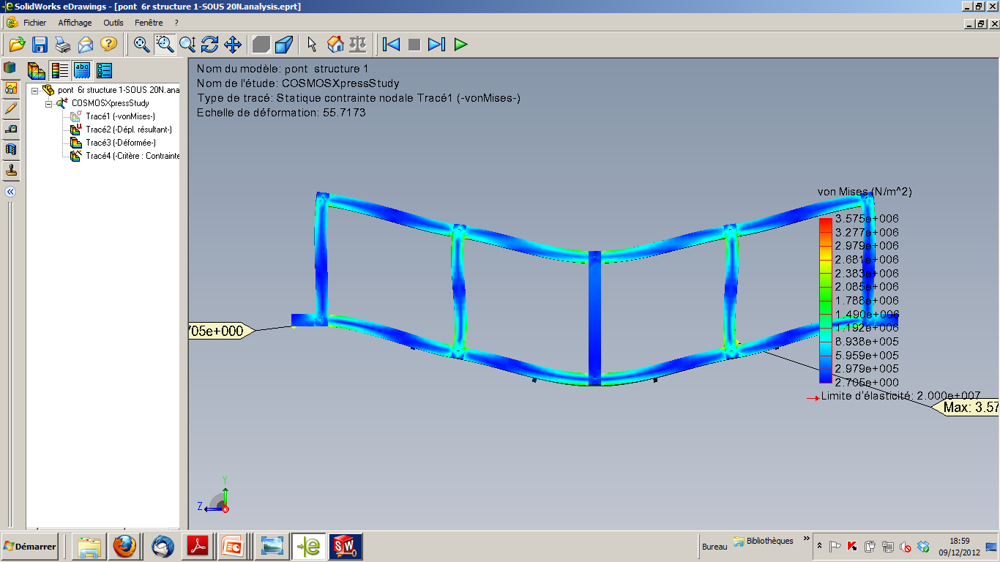 SolidWorks eDrawings - [pont  6r structure 1-SOUS 20N.analysis.eprt]
Fichier Affichage Outils Fenêtre ?
pont  6r structure 1-SOUS 20N.ana
COSMOSXpressStudy
Tracé1 (-vonMises-)
Tracé2 (-Dépl. résultant-)
Tracé3 (-Déformée-)
Tracé4 (-Critère : Contrainte
Nom du modèle: pont  structure 1
Nom de l'étude: COSMOSXpressStudy
Type de tracé: Statique contrainte nodale Tracé1 (-vonMises-)
Echelle de déformation: 55.7173
von Mises (N/m^2)
3.575e+006
3.277e+006
2.979e+006
2.681e+006
2.383e+006
2.085e+006
1.788e+006
1.490e+006
1.192e+006
8.938e+005
5.959e+005
2.979e+005
2.705e+000
Limite d'élasticité: 2.000e+007
705e+000
Max: 3.57
Y
Z
Démarrer
Bureau
Bibliothèques
18:59
09/12/2012